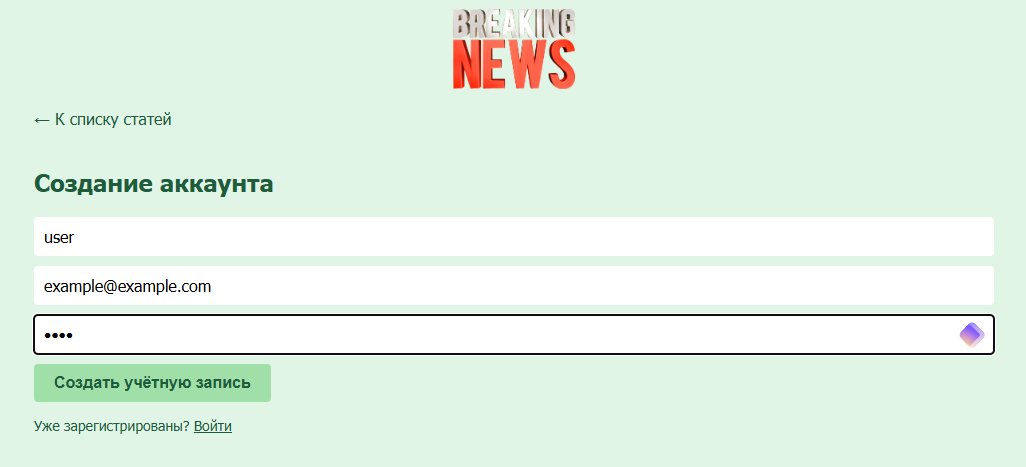 BREAKING
NEWS
← К списку статей
Создание аккаунта
user
example@example.com
••••
Создать учётную запись
Уже зарегистрированы? Войти